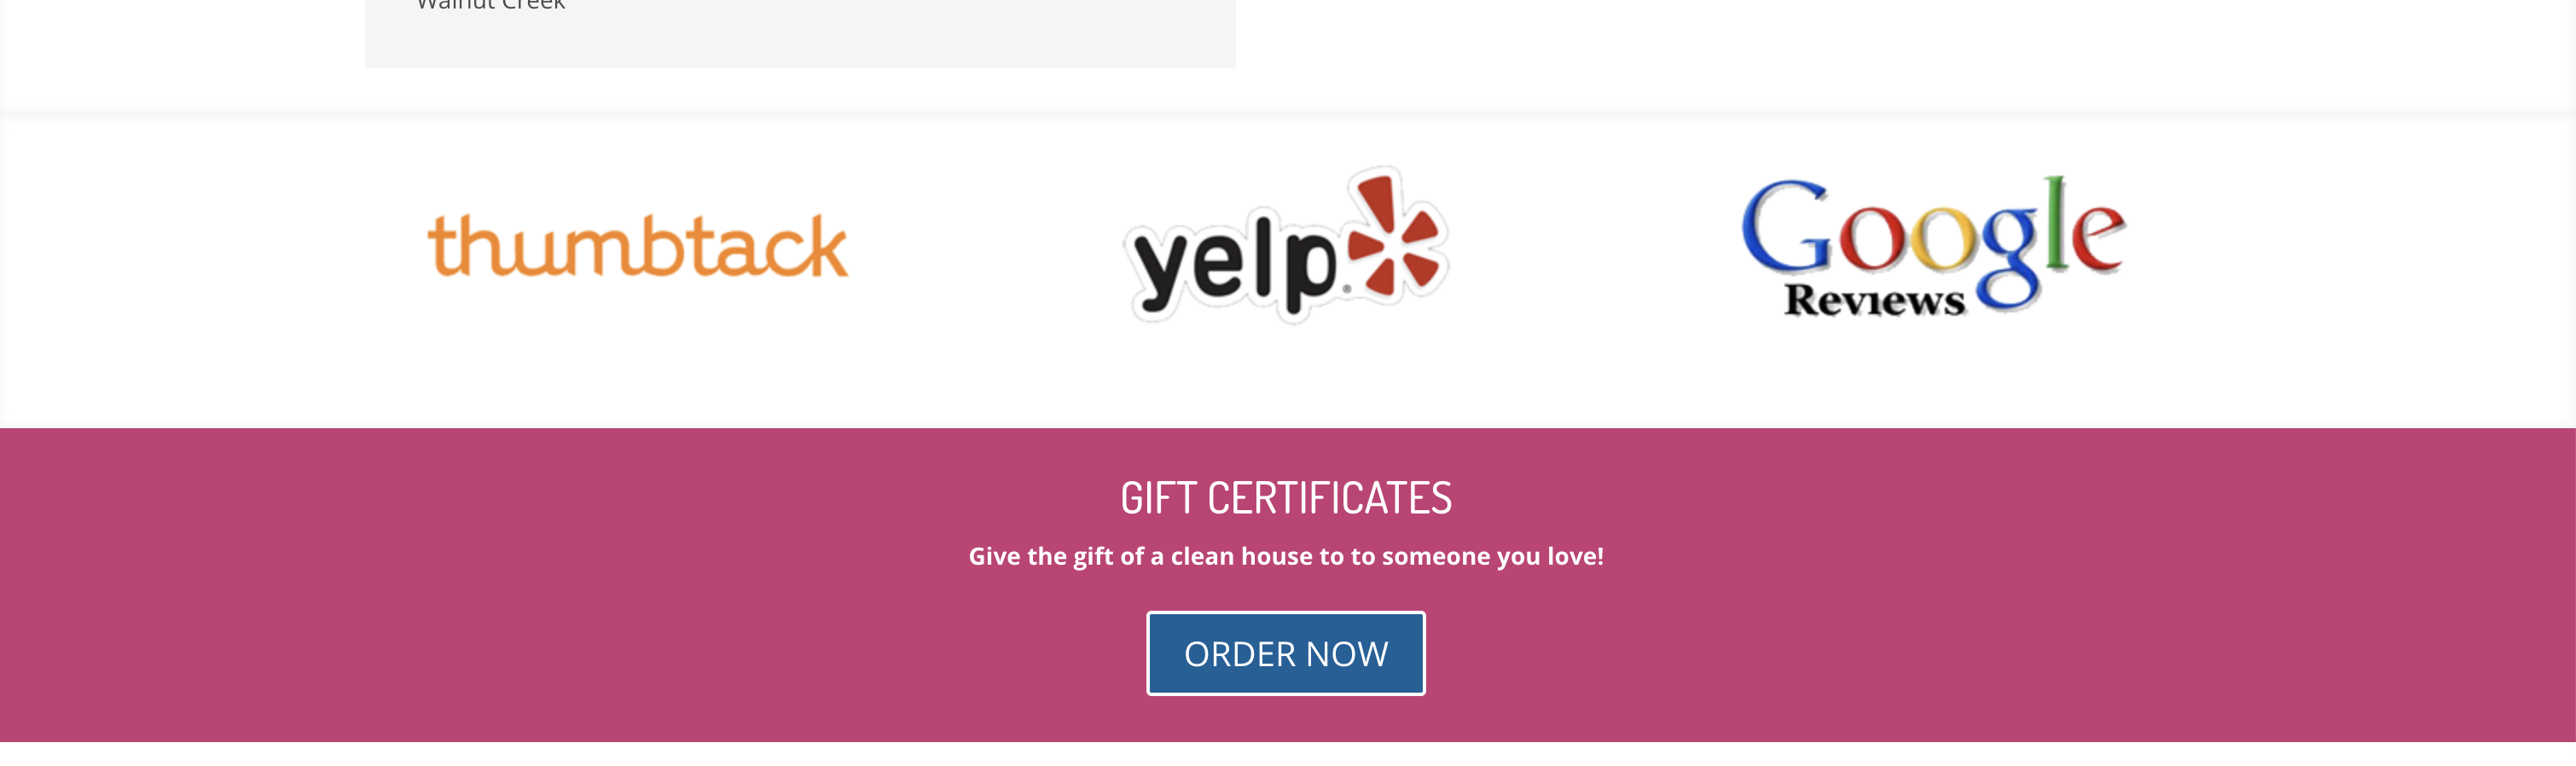 Walnut Creek
thumbtack
yelp
Google
Reviews
GIFT CERTIFICATES
Give the gift of a clean house to to someone you love!
ORDER NOW